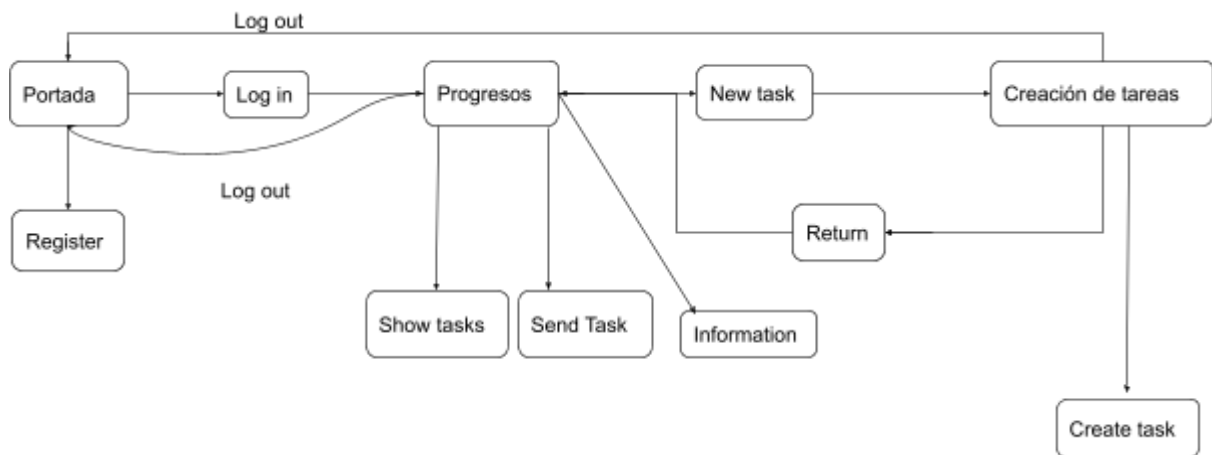 Log out
Portada
Log in
Progresos
New task
Creación de tareas
Log out
Register
Return
Show tasks
Send Task
Information
Create task